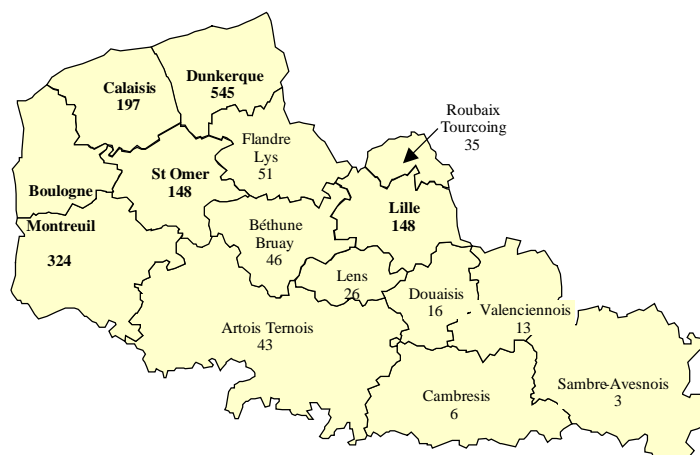 Calaisis
197
Dunkerque
545
Roubaix
Tourcoing
35
Flandre
Lys
51
St Omer
148
Boulogne
Lille
148
Montreuil
324
Béthune
Bruay
46
Lens
26
Douaisis
16
Valenciennois
13
Artois Ternois
43
Cambresis
6
Sambre-Avesnois
3